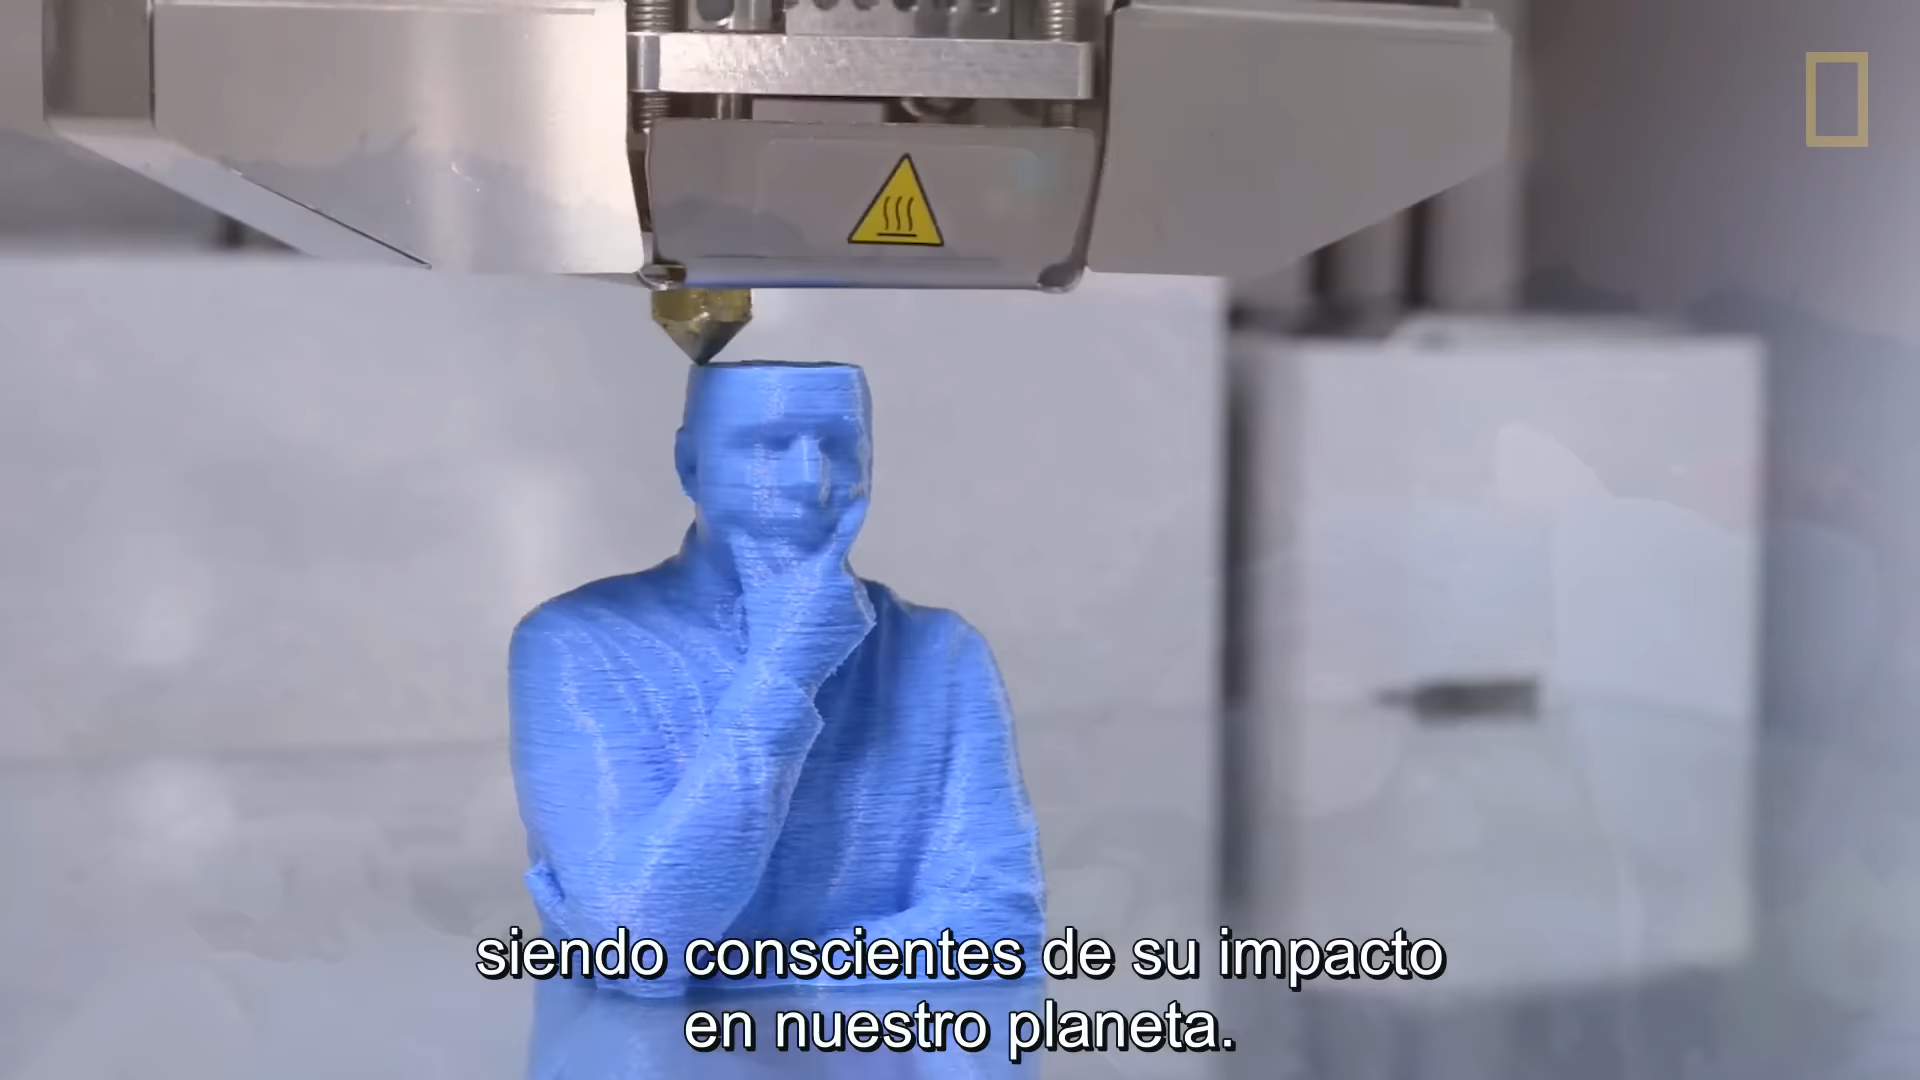 siendo conscientes de su impacto
en nuestro planeta.